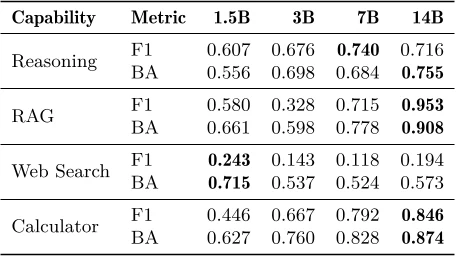 Capability Metric 1.5B 3B 7B 14B
Reasoning F1 0.607 0.676 0.740 0.716
BA 0.556 0.698 0.684 0.755
RAG F1 0.580 0.328 0.715 0.953
BA 0.661 0.598 0.778 0.908
Web Search F1 0.243 0.143 0.118 0.194
BA 0.715 0.537 0.524 0.573
Calculator F1 0.446 0.667 0.792 0.846
BA 0.627 0.760 0.828 0.874